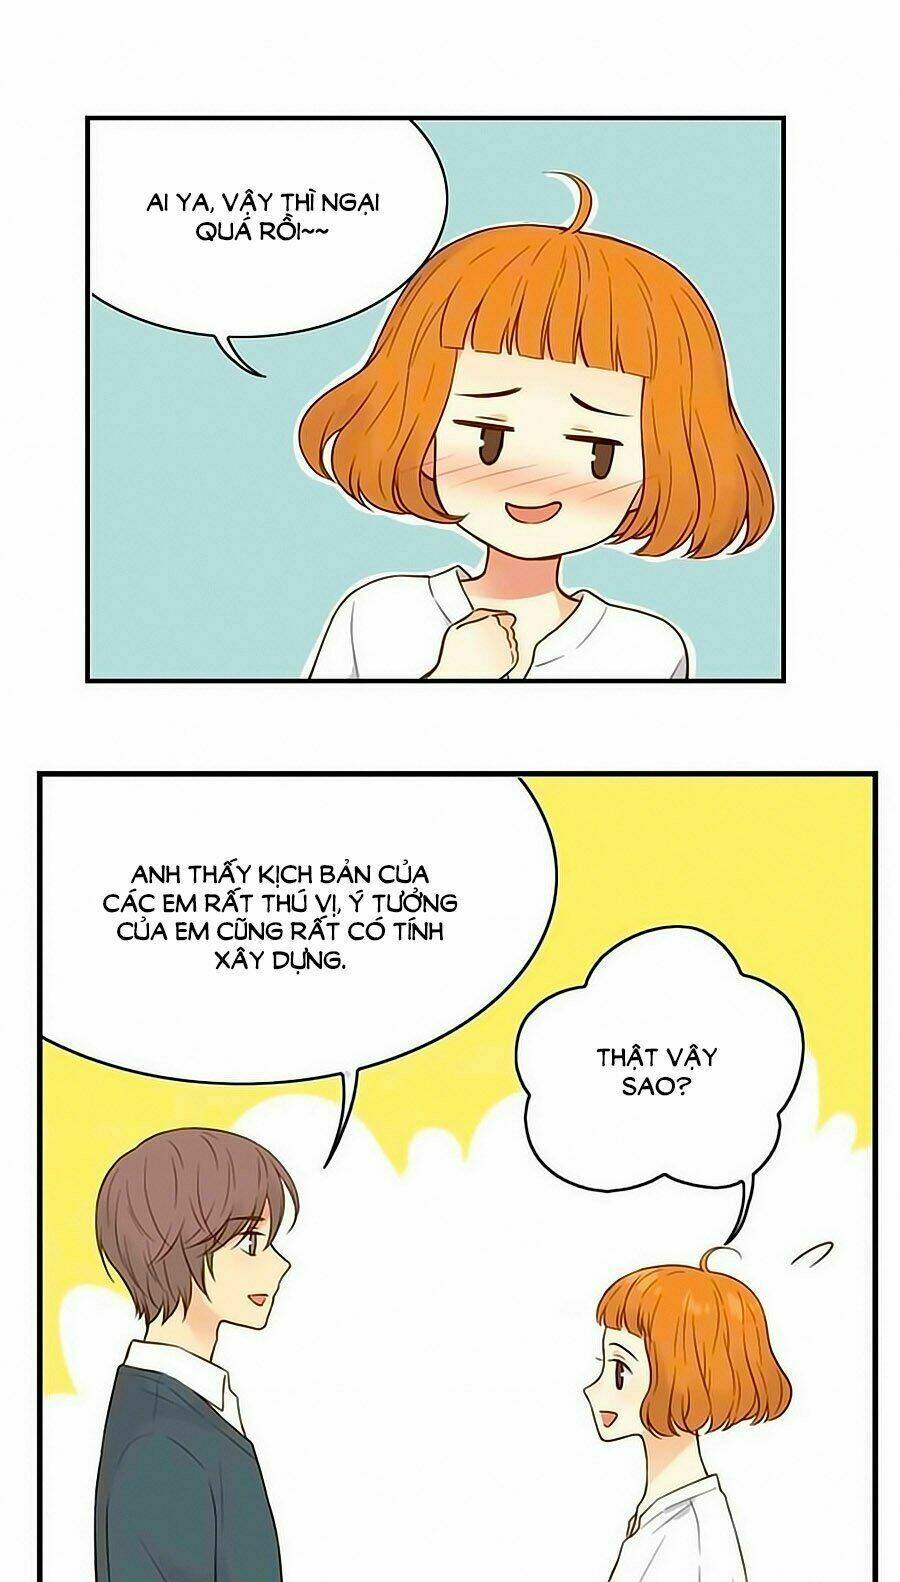 AI YA, VẬY THÌ NGẠI
QUÁ RỒI~~
ANH THẤY KỊCH BẢN CỦA
CÁC EM RẤT THÚ VỊ, Ý TƯỞNG
CỦA EM CŨNG RẤT CÓ TÍNH
XÂY DỰNG.
THẬT VẬY
SAO?